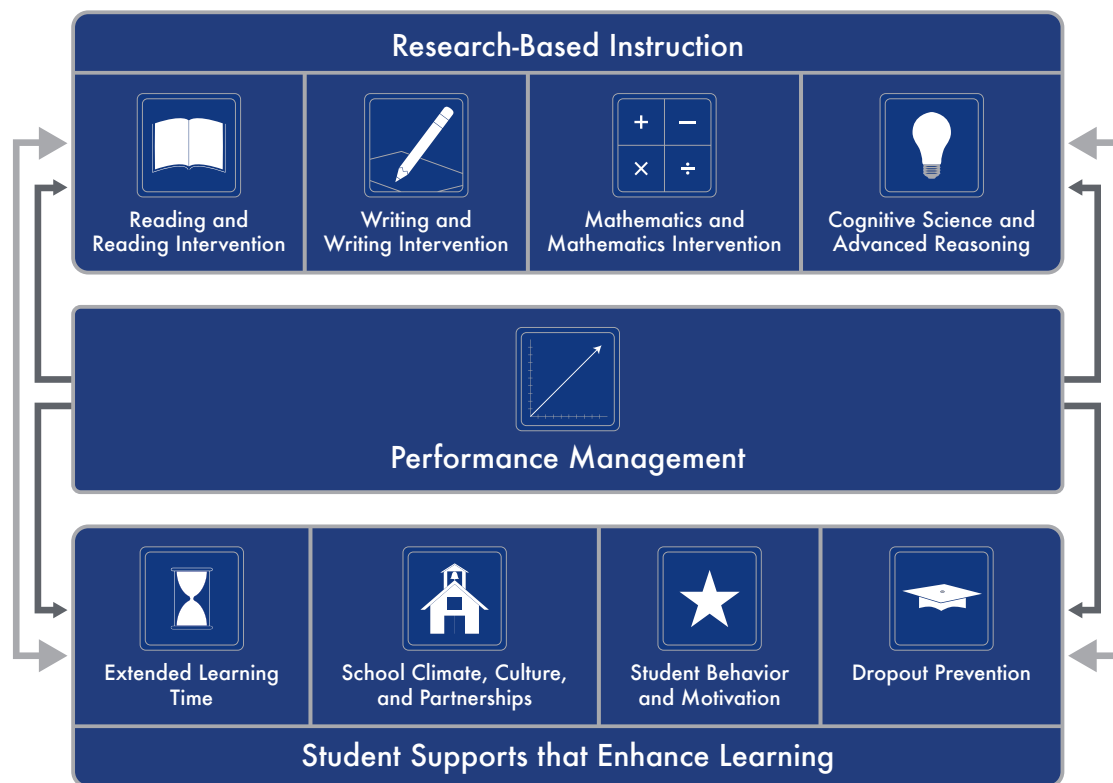 Research-Based Instruction
+
−
×
÷
Reading and
Reading Intervention
Writing and
Writing Intervention
Mathematics and
Mathematics Intervention
Cognitive Science and
Advanced Reasoning
Performance Management
Extended Learning
Time
School Climate, Culture,
and Partnerships
Student Behavior
and Motivation
Dropout Prevention
Student Supports that Enhance Learning